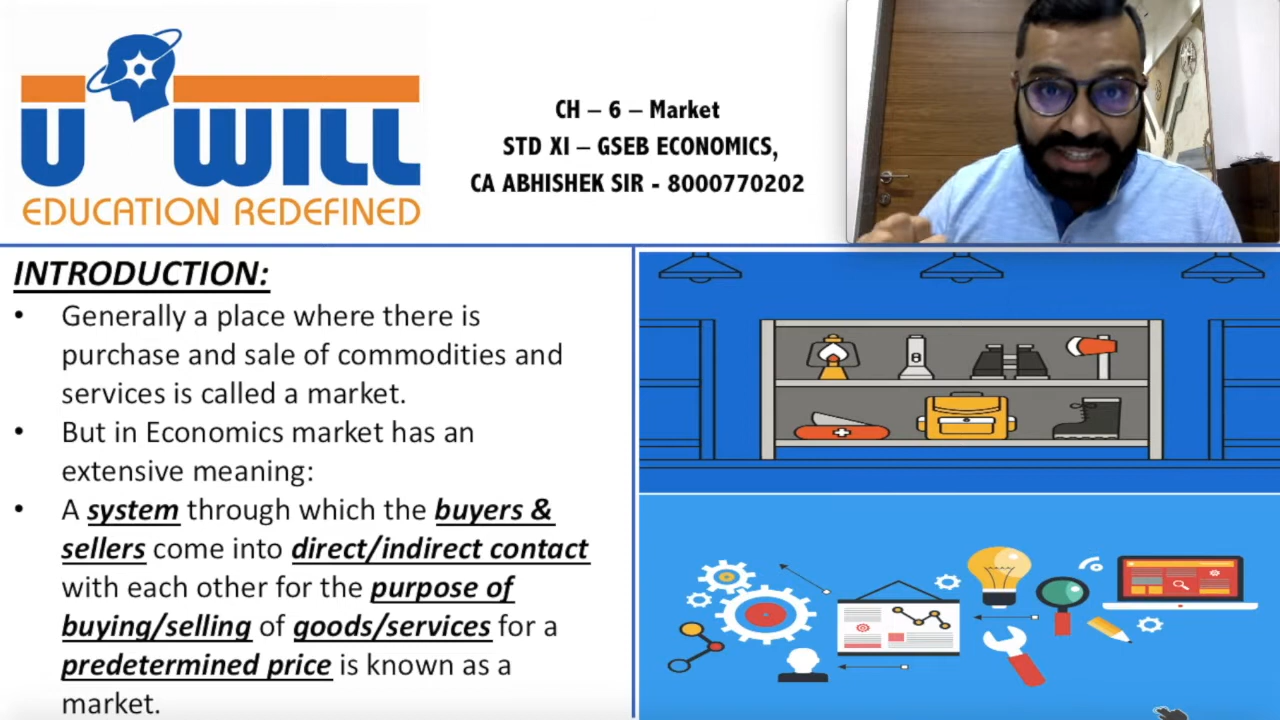 U WILL
EDUCATION REDEFINED
CH – 6 – Market
STD XI – GSEB ECONOMICS,
CA ABHISHEK SIR - 8000770202
INTRODUCTION:
• Generally a place where there is
purchase and sale of commodities and
services is called a market.
• But in Economics market has an
extensive meaning:
• A system through which the buyers &
sellers come into direct/indirect contact
with each other for the purpose of
buying/selling of goods/services for a
predetermined price is known as a
market.